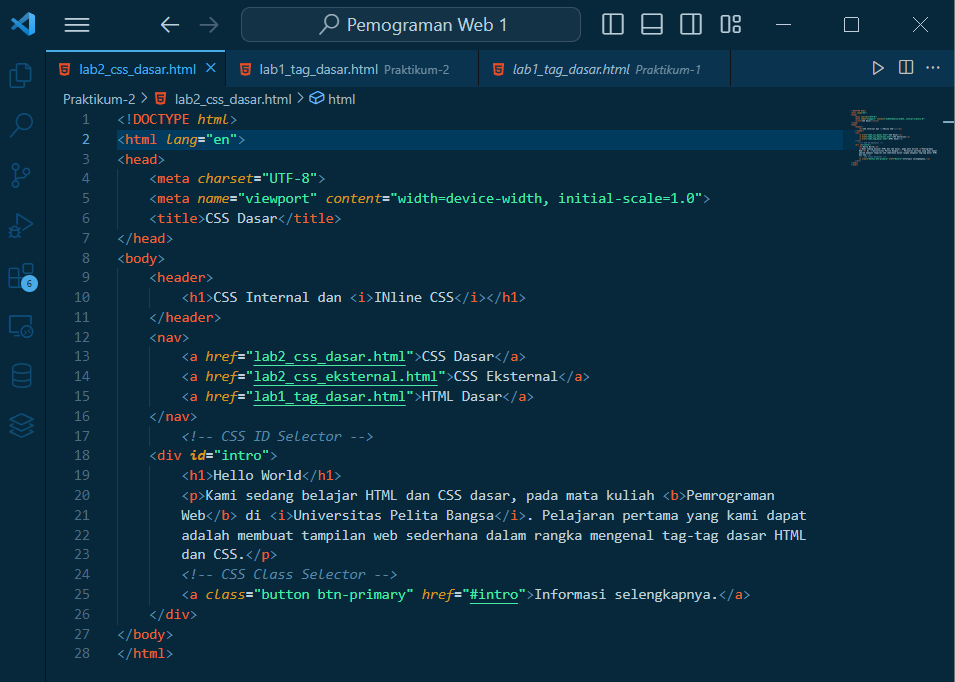 Pemograman Web 1
lab2_css_dasar.html
lab1_tag_dasar.html Praktikum-2
lab1_tag_dasar.html Praktikum-1
Praktikum-2 > lab2_css_dasar.html > html
1 <!DOCTYPE html>
2 <html lang="en">
3 <head>
4 <meta charset="UTF-8">
5 <meta name="viewport" content="width=device-width, initial-scale=1.0">
6 <title>CSS Dasar</title>
7 </head>
8 <body>
9 <header>
10 <h1>CSS Internal dan <i>INline CSS</i></h1>
11 </header>
12 <nav>
13 <a href="lab2_css_dasar.html">CSS Dasar</a>
14 <a href="lab2_css_eksternal.html">CSS Eksternal</a>
15 <a href="lab1_tag_dasar.html">HTML Dasar</a>
16 </nav>
17 <!-- CSS ID Selector -->
18 <div id="intro">
19 <h1>Hello World</h1>
20 <p>Kami sedang belajar HTML dan CSS dasar, pada mata kuliah <b>Pemrograman
21 Web</b> di <i>Universitas Pelita Bangsa</i>. Pelajaran pertama yang kami dapat
22 adalah membuat tampilan web sederhana dalam rangka mengenal tag-tag dasar HTML
23 dan CSS.</p>
24 <!-- CSS Class Selector -->
25 <a class="button btn-primary" href="#intro">Informasi selengkapnya.</a>
26 </div>
27 </body>
28 </html>
6